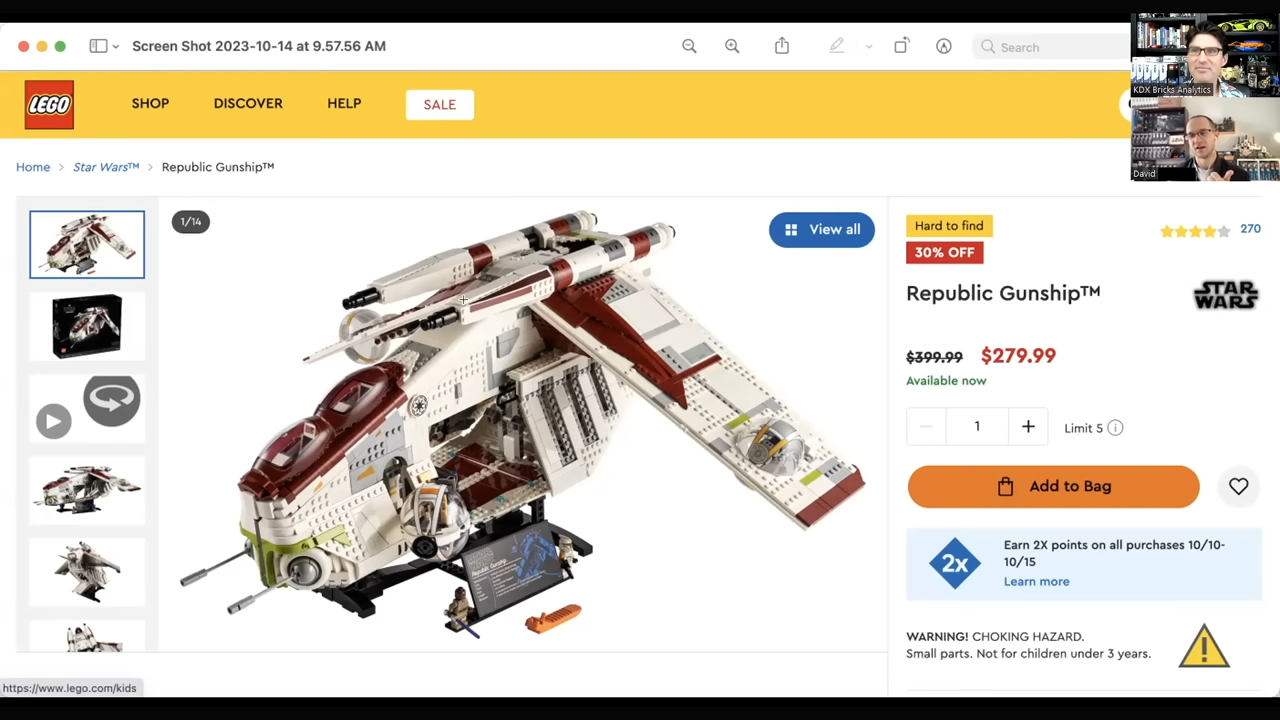 Screen Shot 2023-10-14 at 9.57.56 AM
Search
KDX Bricks Analytics
David
LEGO
SHOP
DISCOVER
HELP
SALE
Home > Star Wars™ > Republic Gunship™
1/14
View all
Hard to find
270
30% OFF
Republic Gunship™
STAR
WARS
$399.99 $279.99
Available now
1
Limit 5
Add to Bag
2x
Earn 2X points on all purchases 10/10-
10/15
Learn more
WARNING! CHOKING HAZARD.
Small parts. Not for children under 3 years.
https://www.lego.com/kids